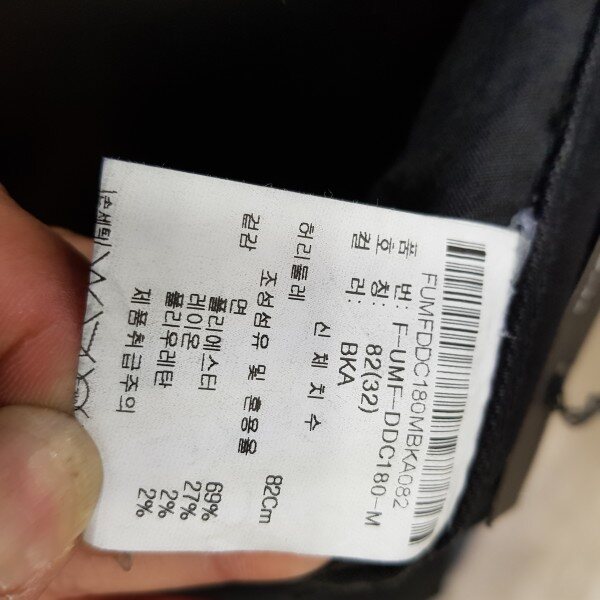 FUMFDDC180MBKA082
품 번: F-UMF-DDC180-M
호 칭: 82(32)
컬 러: BKA
신 체 치 수
허리둘레 82Cm
조성섬유 및 혼용율
겉감 면 69%
폴리에스터 27%
레이온 2%
폴리우레탄 2%
제품취급주의